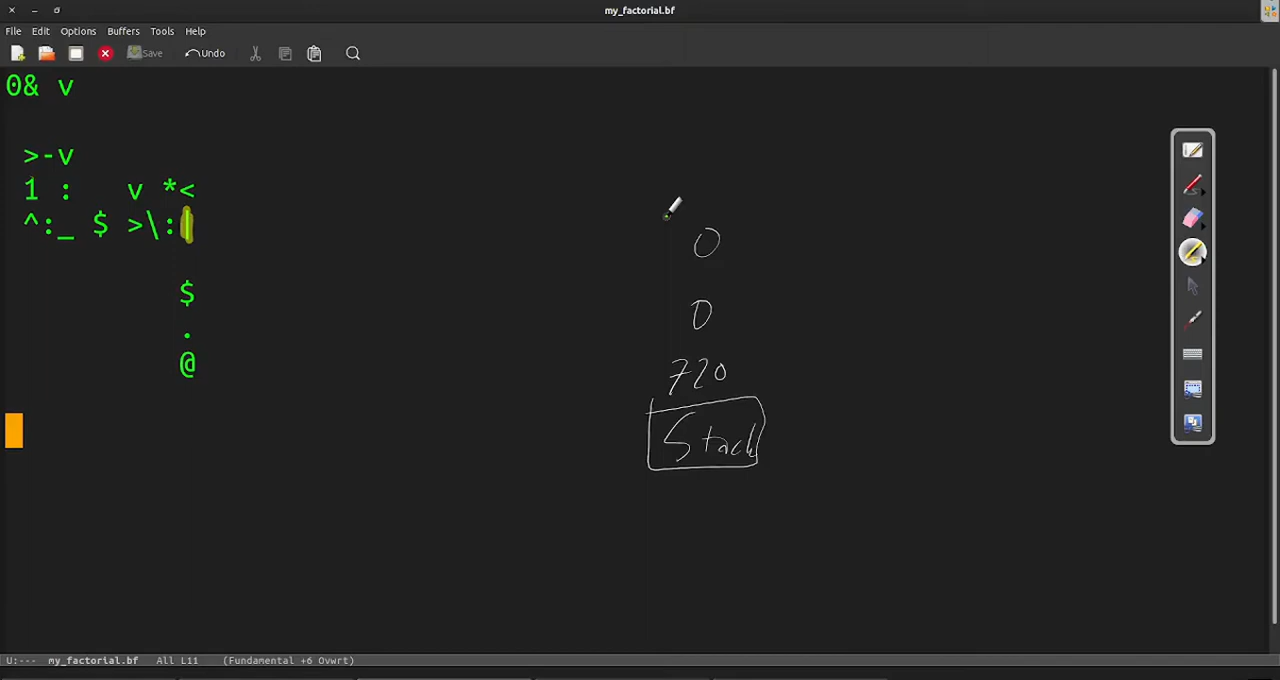 my_factorial.bf
File Edit Options Buffers Tools Help
Save Undo
0& v
>-v
1 : v *<
^:_ $ >\:|
$
.
@
0
0
720
Stack
U:--- my_factorial.bf All L11 (Fundamental +6 Ovwrt)